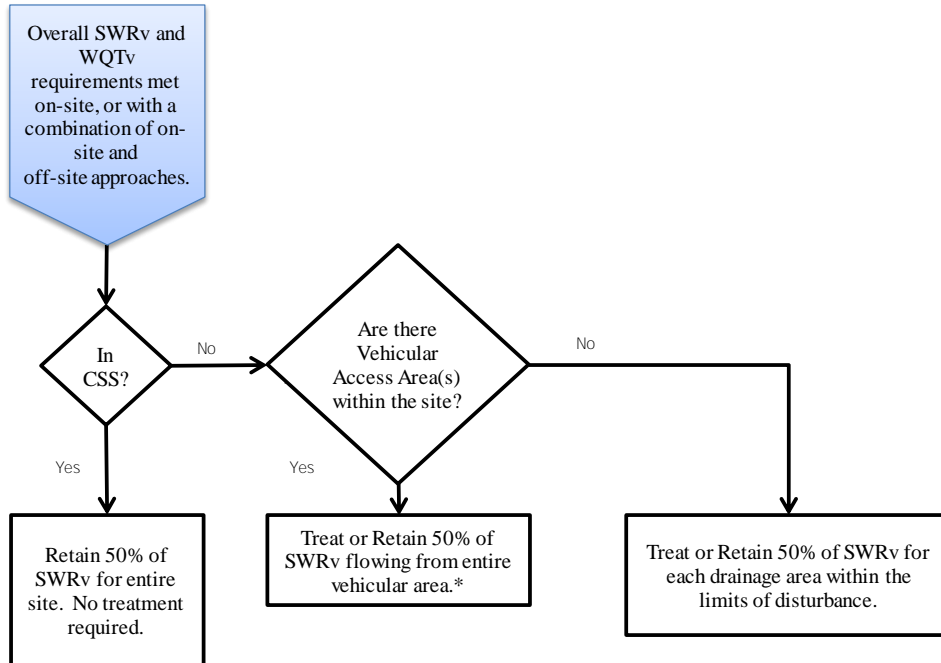 Overall SWRv and
WQTv
requirements met
on-site, or with a
combination of on-
site and
off-site approaches.
In
CSS?
No
Are there
Vehicular
Access Area(s)
within the site?
No
Yes
Yes
Retain 50% of
SWRv for entire
site.  No treatment
required.
Treat or Retain 50% of
SWRv flowing from entire
vehicular area.*
Treat or Retain 50% of SWRv for
each drainage area within the
limits of disturbance.